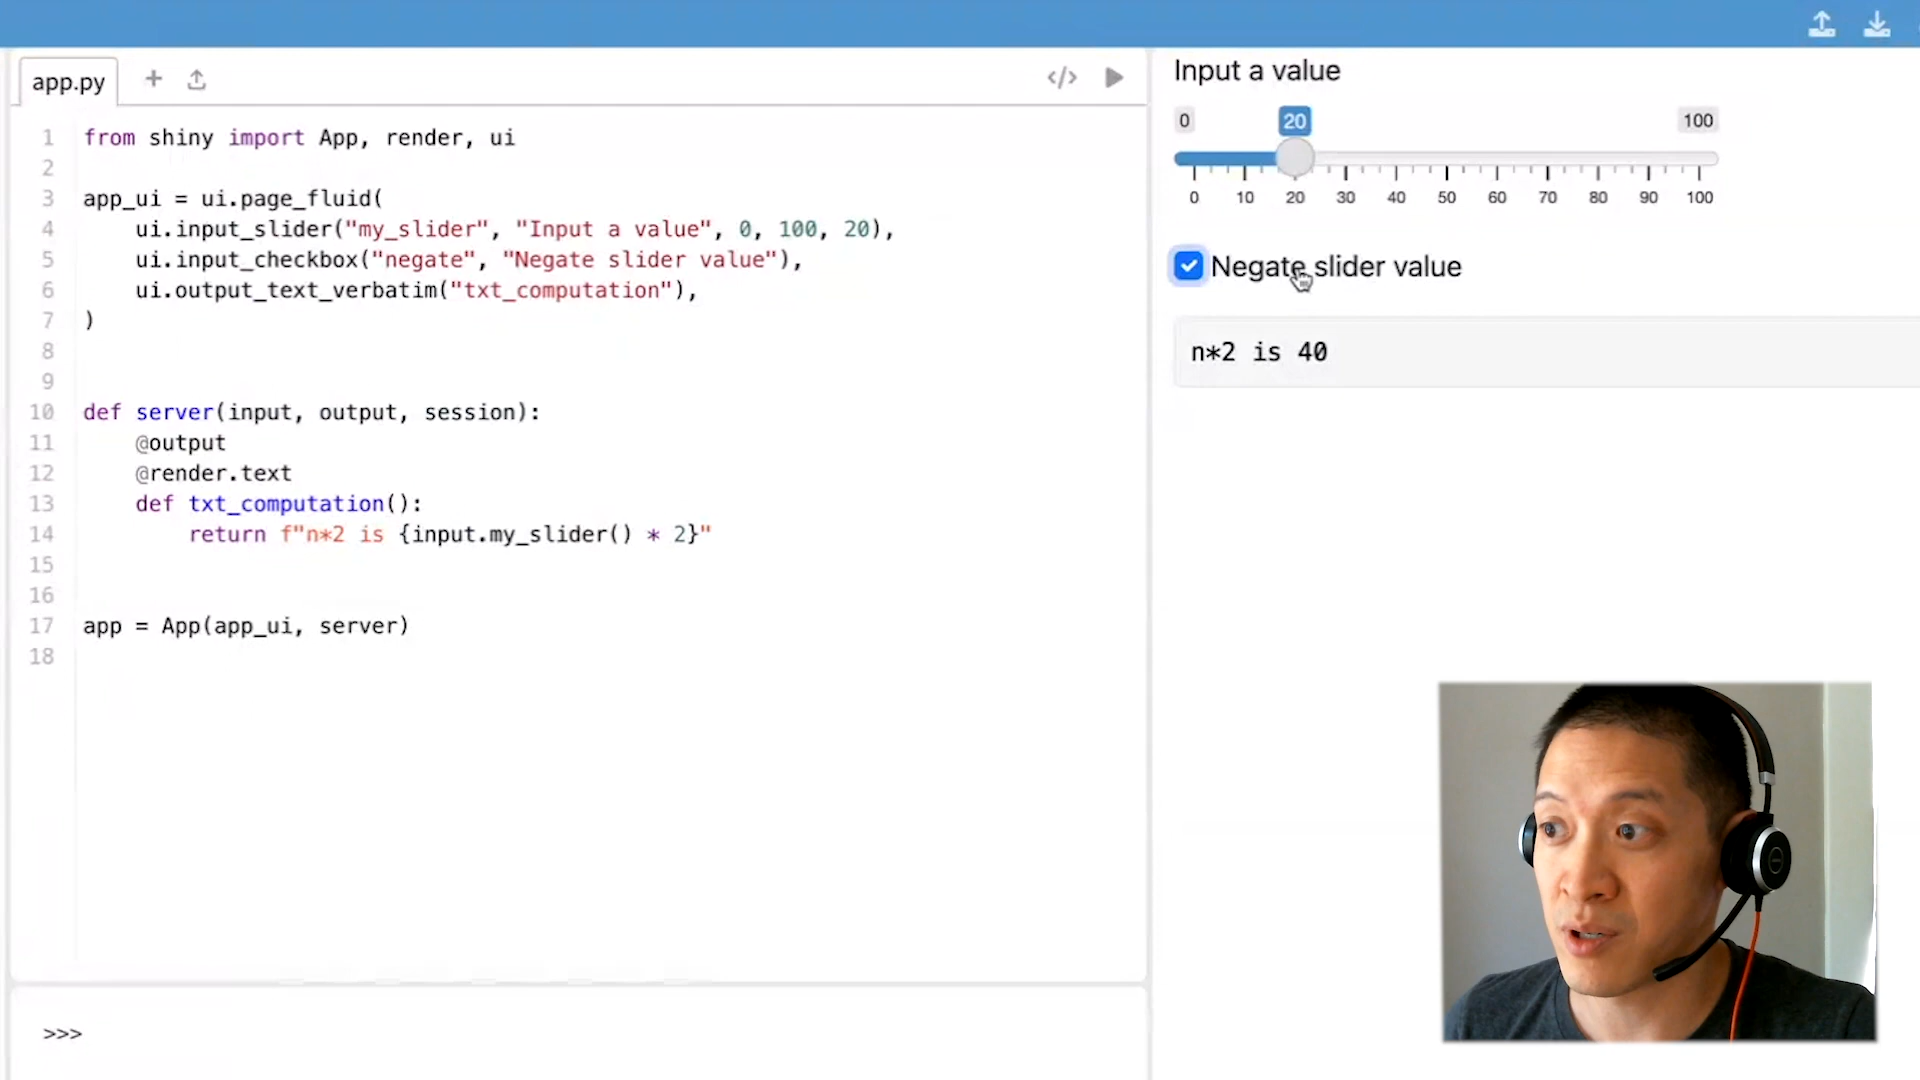 app.py
1 from shiny import App, render, ui
2
3 app_ui = ui.page_fluid(
4 ui.input_slider("my_slider", "Input a value", 0, 100, 20),
5 ui.input_checkbox("negate", "Negate slider value"),
6 ui.output_text_verbatim("txt_computation"),
7 )
8
9
10 def server(input, output, session):
11 @output
12 @render.text
13 def txt_computation():
14 return f"n*2 is {input.my_slider() * 2}"
15
16
17 app = App(app_ui, server)
18
>>>
Input a value
0 20 100
0 10 20 30 40 50 60 70 80 90 100
Negate slider value
n*2 is 40